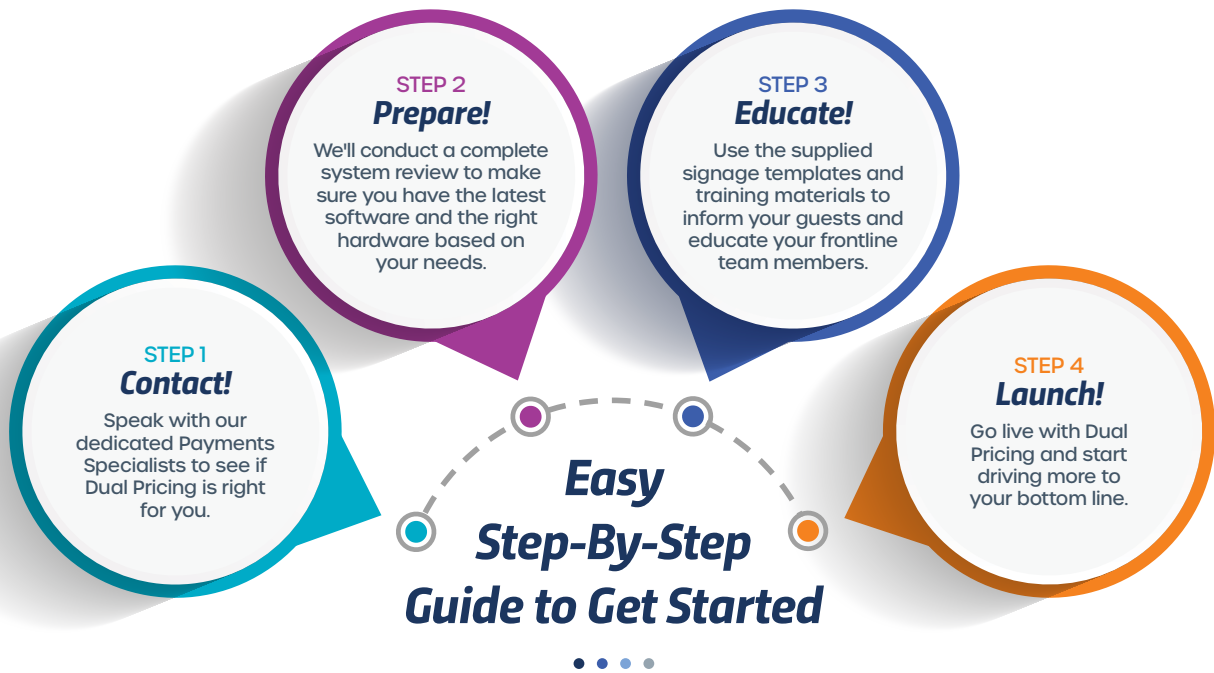 STEP 1
Contact!
Speak with our
dedicated Payments
Specialists to see if
Dual Pricing is right
for you.
STEP 2
Prepare!
We'll conduct a complete
system review to make
sure you have the latest
software and the right
hardware based on
your needs.
STEP 3
Educate!
Use the supplied
signage templates and
training materials to
inform your guests and
educate your frontline
team members.
STEP 4
Launch!
Go live with Dual
Pricing and start
driving more to
your bottom line.
Easy
Step-By-Step
Guide to Get Started